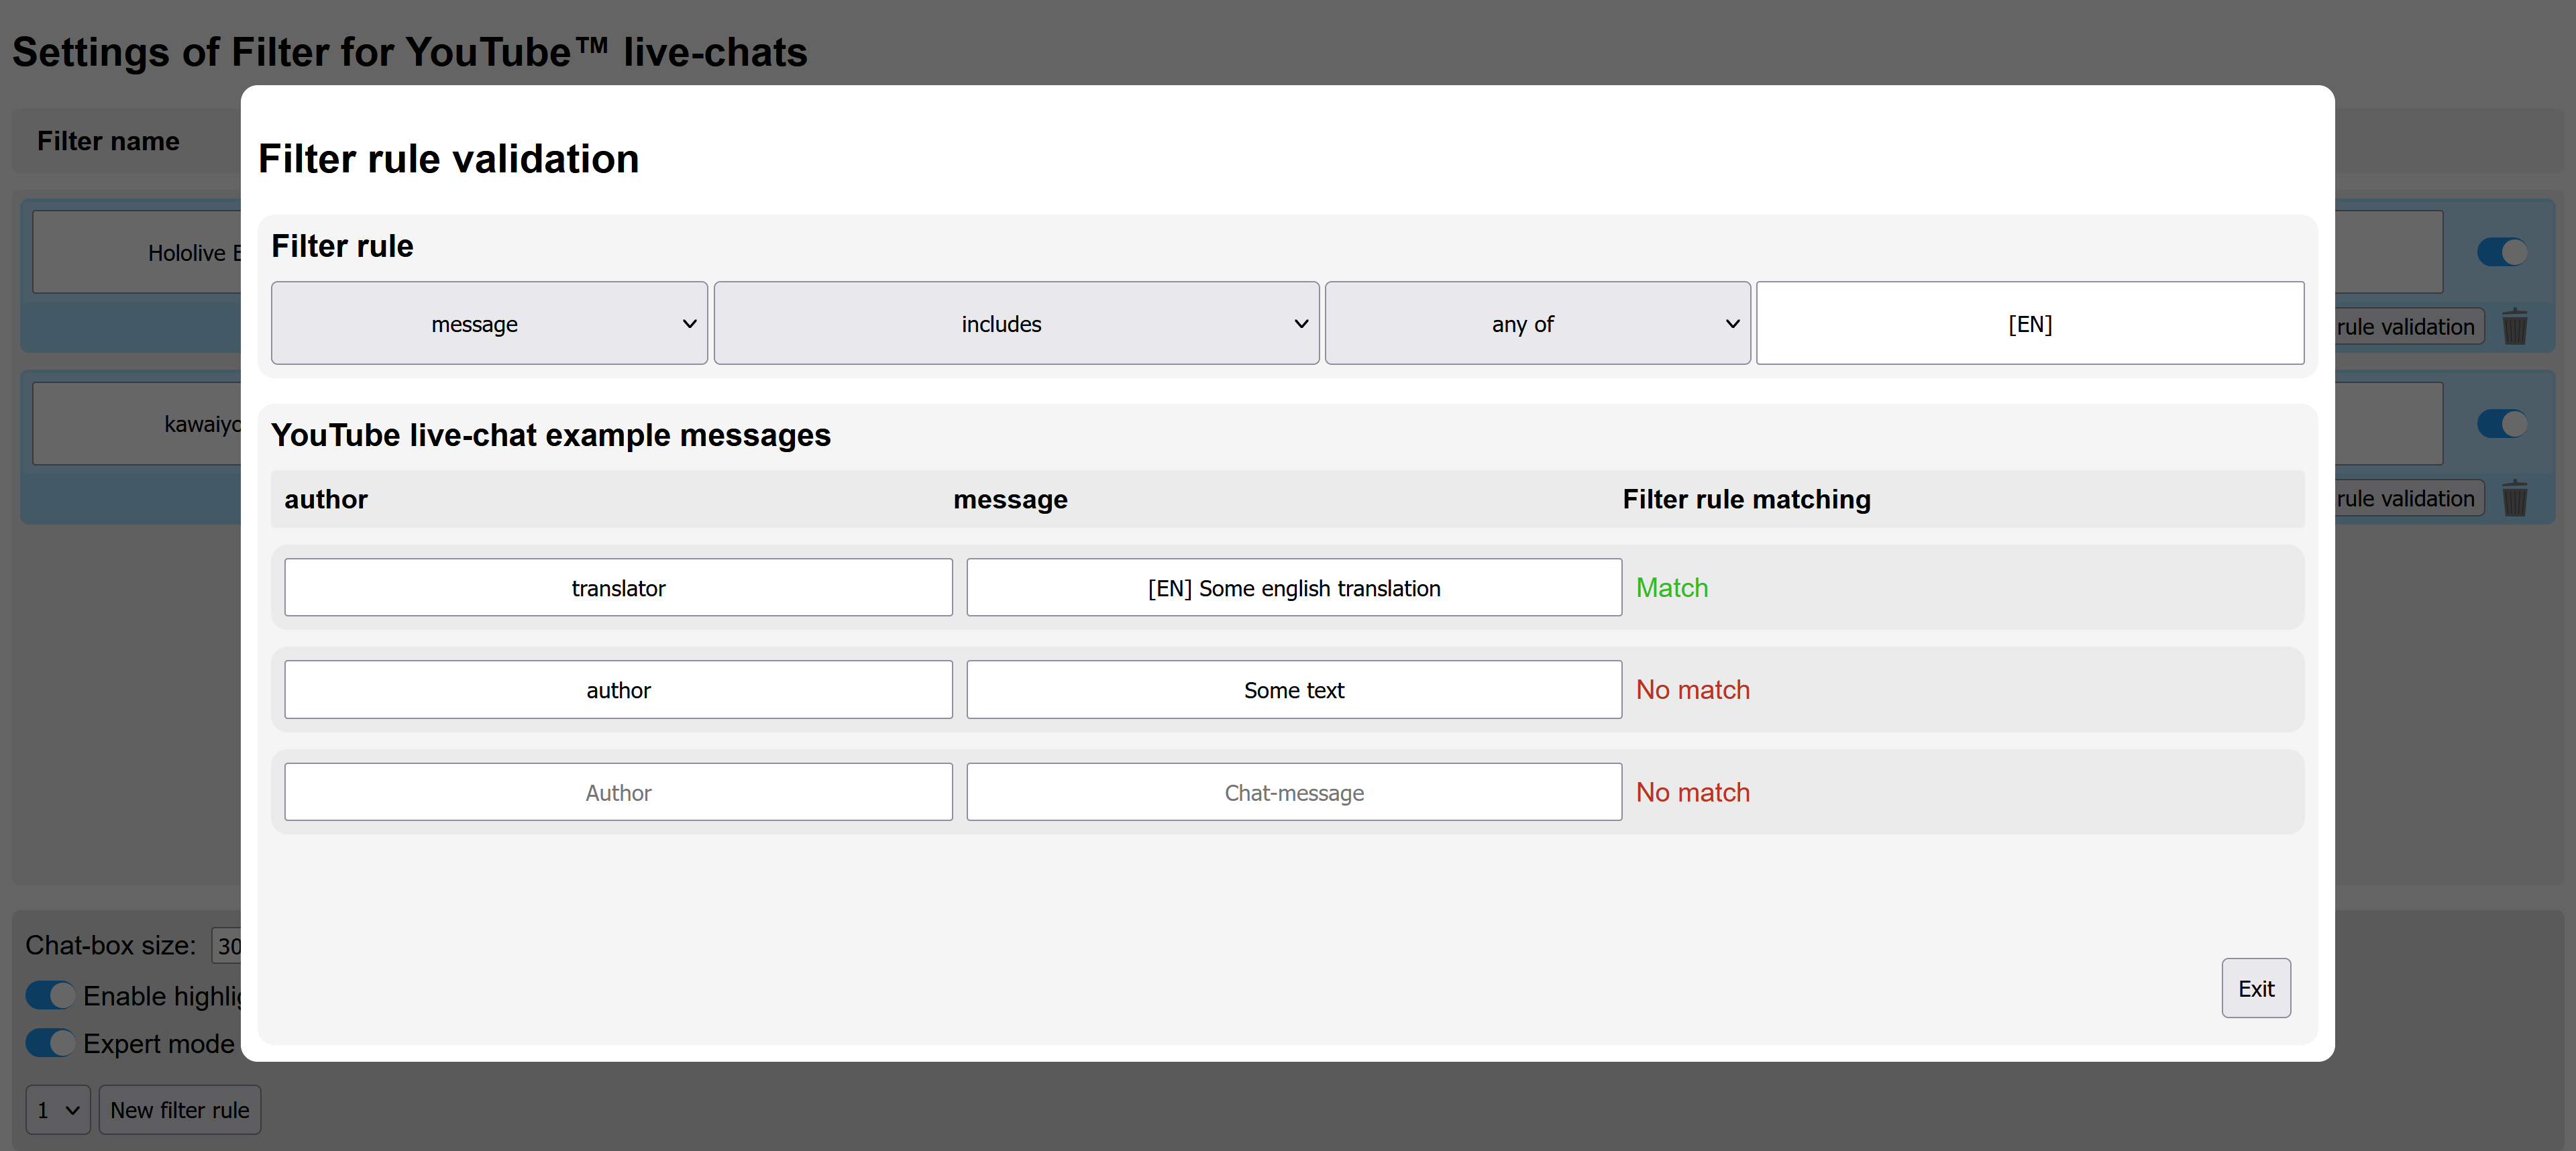 Settings of Filter for YouTube™ live-chats
Filter name
Filter rule validation
Filter rule
Hololive E
message
includes
any of
[EN]
rule validation
kawaiyo
YouTube live-chat example messages
author
message
Filter rule matching
rule validation
translator
[EN] Some english translation
Match
author
Some text
No match
Author
Chat-message
No match
Chat-box size: 30
Enable highlig
Exit
Expert mode
1
New filter rule